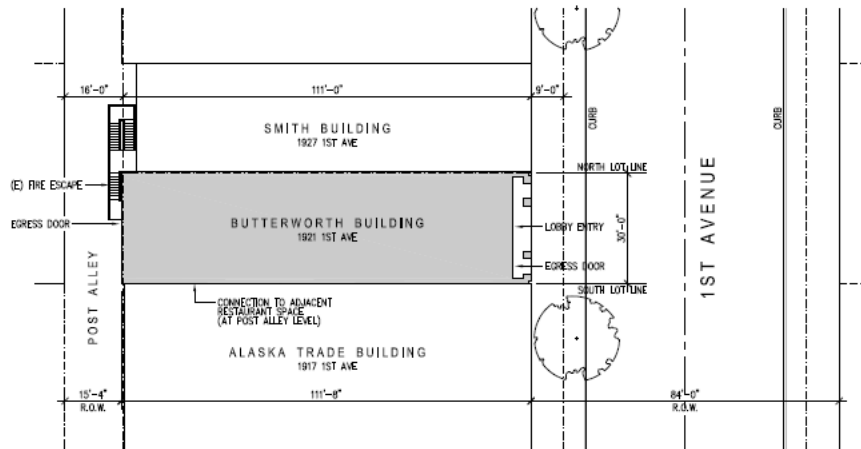 16'-0"
111'-0"
9'-0"
CURB
CURB
SMITH BUILDING
1927 1ST AVE
NORTH LOT LINE
(E) FIRE ESCAPE
EGRESS DOOR
BUTTERWORTH BUILDING
1921 1ST AVE
LOBBY ENTRY
30'-0"
EGRESS DOOR
1ST AVENUE
SOUTH LOT LINE
CONNECTION TO ADJACENT
RESTAURANT SPACE
(AT POST ALLEY LEVEL)
POST ALLEY
ALASKA TRADE BUILDING
1917 1ST AVE
15'-4"
R.O.W.
111'-8"
84'-0"
R.O.W.